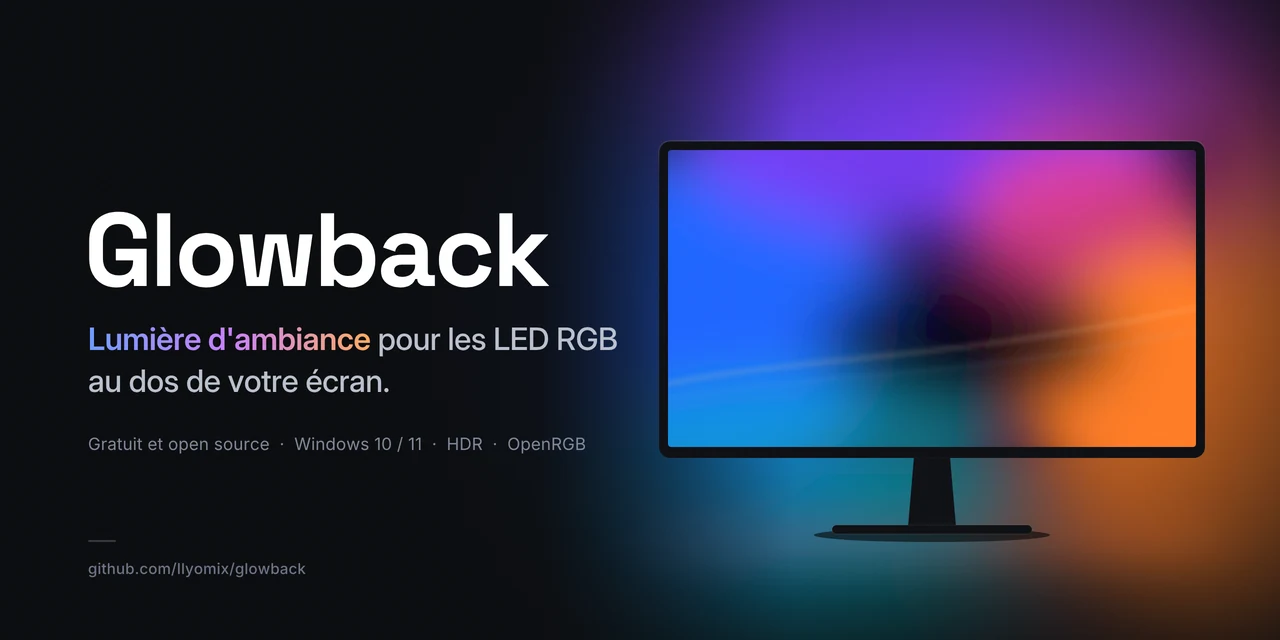 Glowback
Lumière d'ambiance pour les LED RGB
au dos de votre écran.
Gratuit et open source · Windows 10 / 11 · HDR · OpenRGB
github.com/llyomix/glowback